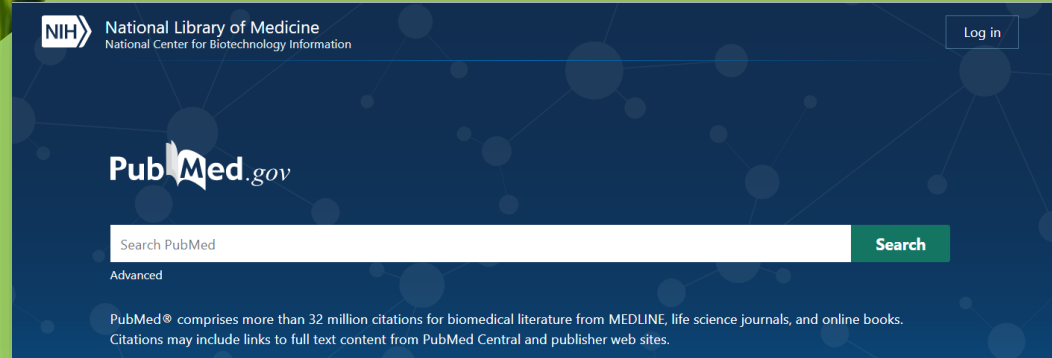 NIH
National Library of Medicine
National Center for Biotechnology Information
Log in
PubMed.gov
Search PubMed
Search
Advanced
PubMed® comprises more than 32 million citations for biomedical literature from MEDLINE, life science journals, and online books.
Citations may include links to full text content from PubMed Central and publisher web sites.